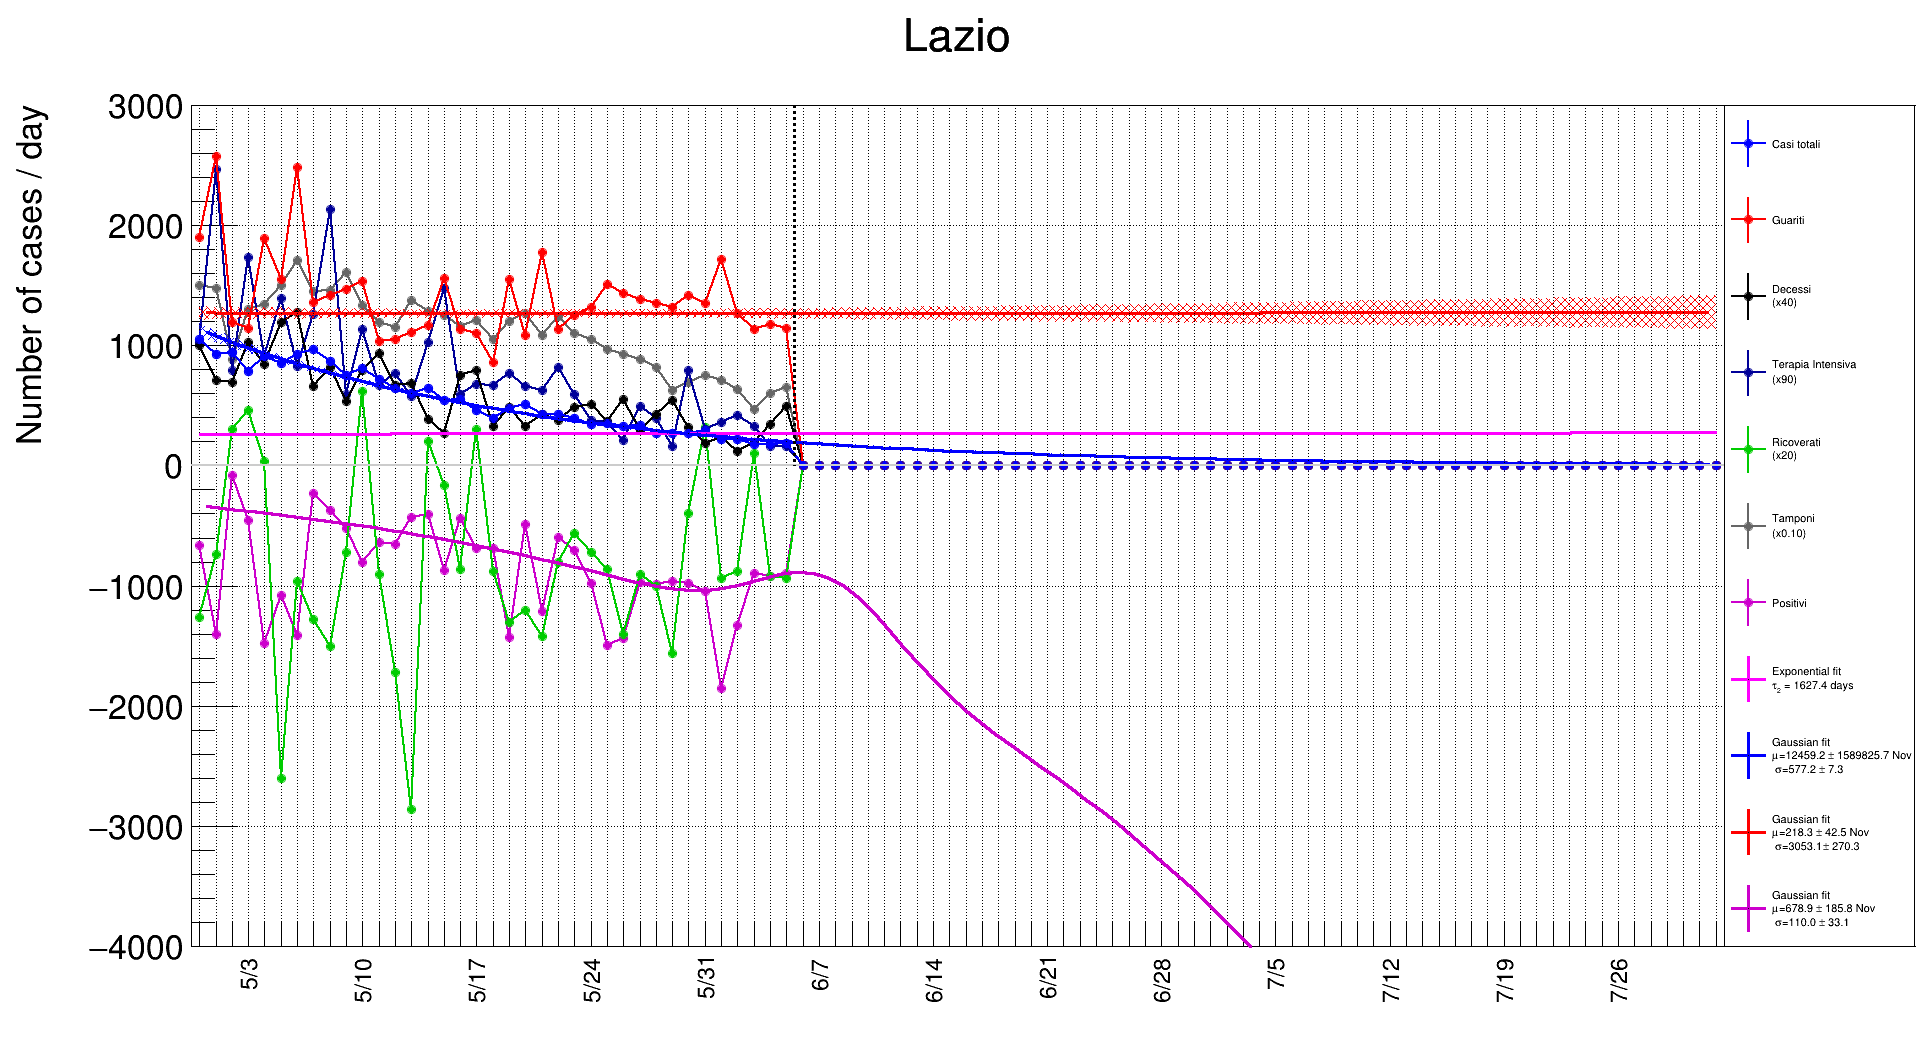 Lazio
Number of cases / day
3000
2000
1000
0
−1000
−2000
−3000
−4000
5/3
5/10
5/17
5/24
5/31
6/7
6/14
6/21
6/28
7/5
7/12
7/19
7/26
Casi totali
Guariti
Decessi
(x40)
Terapia Intensiva
(x90)
Ricoverati
(x20)
Tamponi
(x0.10)
Positivi
Exponential fit
τ₂ = 1627.4 days
Gaussian fit
μ=12459.2 ± 1589825.7 Nov
σ=577.2 ± 7.3
Gaussian fit
μ=218.3 ± 42.5 Nov
σ=3053.1 ± 270.3
Gaussian fit
μ=678.9 ± 185.8 Nov
σ=110.0 ± 33.1